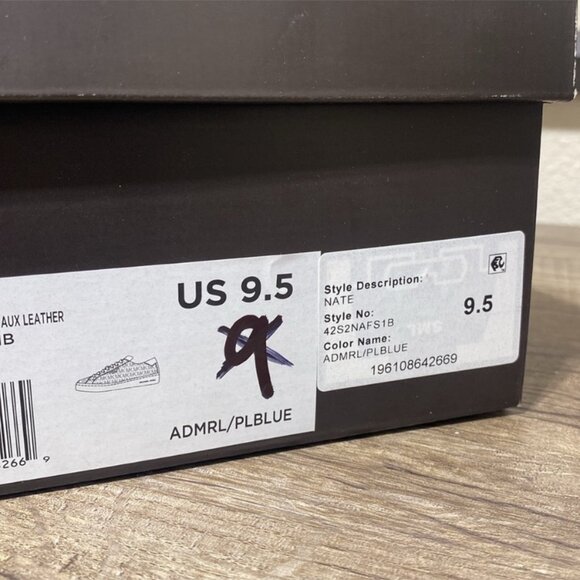 US 9.5
AUX LEATHER
1B
9
ADMRL/PLBLUE
266 9
Style Description:
NATE
Style No:
42S2NAFS1B
Color Name:
ADMRL/PLBLUE
196108642669
9.5